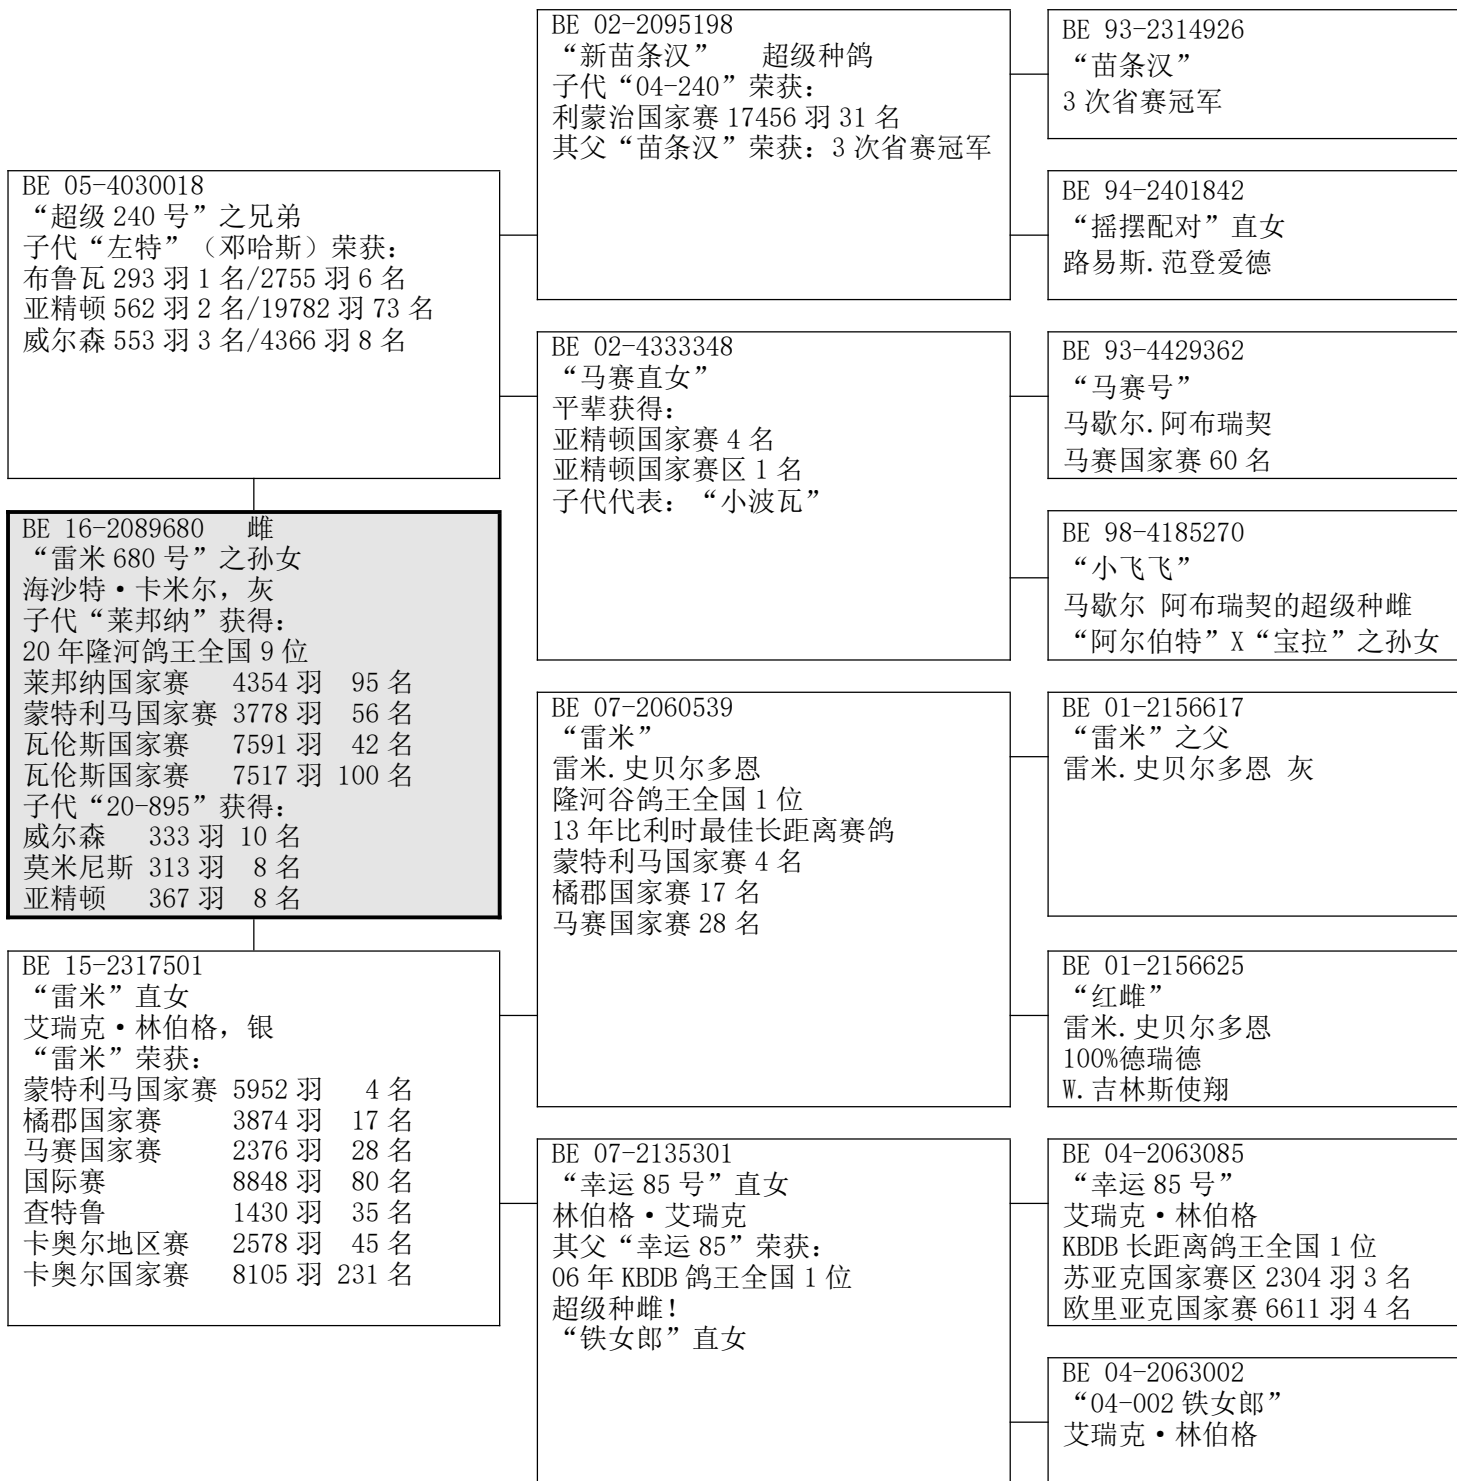 BE 05-4030018
“超级 240 号”之兄弟
子代“左特”（邓哈斯）荣获：
布鲁瓦 293 羽 1 名/2755 羽 6 名
亚精顿 562 羽 2 名/19782 羽 73 名
威尔森 553 羽 3 名/4366 羽 8 名
BE 16-2089680 雌
“雷米 680 号”之孙女
海沙特·卡米尔，灰
子代“莱邦纳”获得：
20 年隆河鸽王全国 9 位
莱邦纳国家赛 4354 羽 95 名
蒙特利马国家赛 3778 羽 56 名
瓦伦斯国家赛 7591 羽 42 名
瓦伦斯国家赛 7517 羽 100 名
子代“20-895”获得：
威尔森 333 羽 10 名
莫米尼斯 313 羽 8 名
亚精顿 367 羽 8 名
BE 15-2317501
“雷米”直女
艾瑞克·林伯格，银
“雷米”荣获：
蒙特利马国家赛 5952 羽 4 名
橘郡国家赛 3874 羽 17 名
马赛国家赛 2376 羽 28 名
国际赛 8848 羽 80 名
查特鲁 1430 羽 35 名
卡奥尔地区赛 2578 羽 45 名
卡奥尔国家赛 8105 羽 231 名
BE 02-2095198
“新苗条汉” 超级种鸽
子代“04-240”荣获：
利蒙治国家赛 17456 羽 31 名
其父“苗条汉”荣获：3 次省赛冠军
BE 02-4333348
“马赛直女”
平辈获得：
亚精顿国家赛 4 名
亚精顿国家赛区 1 名
子代代表：“小波瓦”
BE 07-2060539
“雷米”
雷米.史贝尔多恩
隆河谷鸽王全国 1 位
13 年比利时最佳长距离赛鸽
蒙特利马国家赛 4 名
橘郡国家赛 17 名
马赛国家赛 28 名
BE 07-2135301
“幸运 85 号”直女
林伯格·艾瑞克
其父“幸运 85”荣获：
06 年 KBDB 鸽王全国 1 位
超级种雌！
“铁女郎”直女
BE 93-2314926
“苗条汉”
3 次省赛冠军
BE 94-2401842
“摇摆配对”直女
路易斯.范登爱德
BE 93-4429362
“马赛号”
马歇尔.阿布瑞契
马赛国家赛 60 名
BE 98-4185270
“小飞飞”
马歇尔 阿布瑞契的超级种雌
“阿尔伯特”X“宝拉”之孙女
BE 01-2156617
“雷米”之父
雷米.史贝尔多恩 灰
BE 01-2156625
“红雌”
雷米.史贝尔多恩
100%德瑞德
W.吉林斯使翔
BE 04-2063085
“幸运 85 号”
艾瑞克·林伯格
KBDB 长距离鸽王全国 1 位
苏亚克国家赛区 2304 羽 3 名
欧里亚克国家赛 6611 羽 4 名
BE 04-2063002
“04-002 铁女郎”
艾瑞克·林伯格